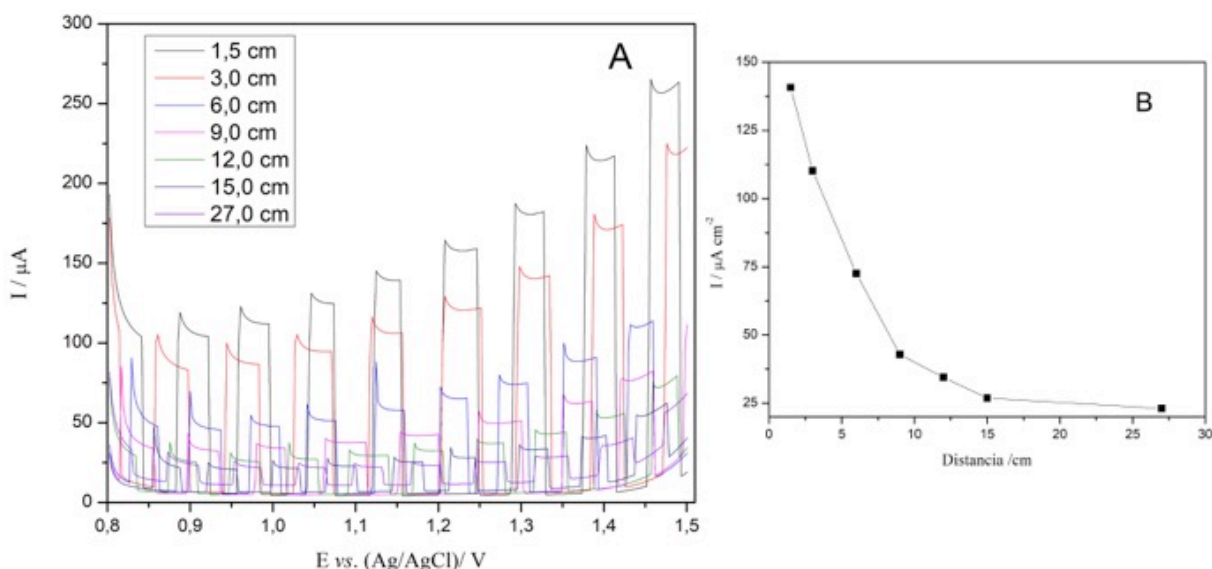 300
250
200
150
100
50
0
I / µA
1,5 cm
3,0 cm
6,0 cm
9,0 cm
12,0 cm
15,0 cm
27,0 cm
A
0,8 0,9 1,0 1,1 1,2 1,3 1,4 1,5
E vs. (Ag/AgCl)/ V
150
125
100
75
50
25
I / µA cm⁻²
B
0 5 10 15 20 25 30
Distancia /cm